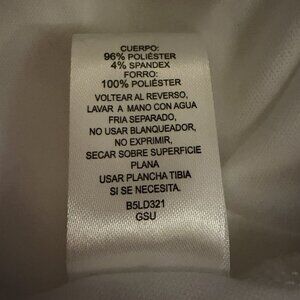 CUERPO:
96% POLIÉSTER
4% SPANDEX
FORRO:
100% POLIÉSTER
VOLTEAR AL REVERSO,
LAVAR A MANO CON AGUA
FRIA SEPARADO,
NO USAR BLANQUEADOR,
NO EXPRIMIR,
SECAR SOBRE SUPERFICIE
PLANA
USAR PLANCHA TIBIA
SI SE NECESITA.
B5LD321
GSU